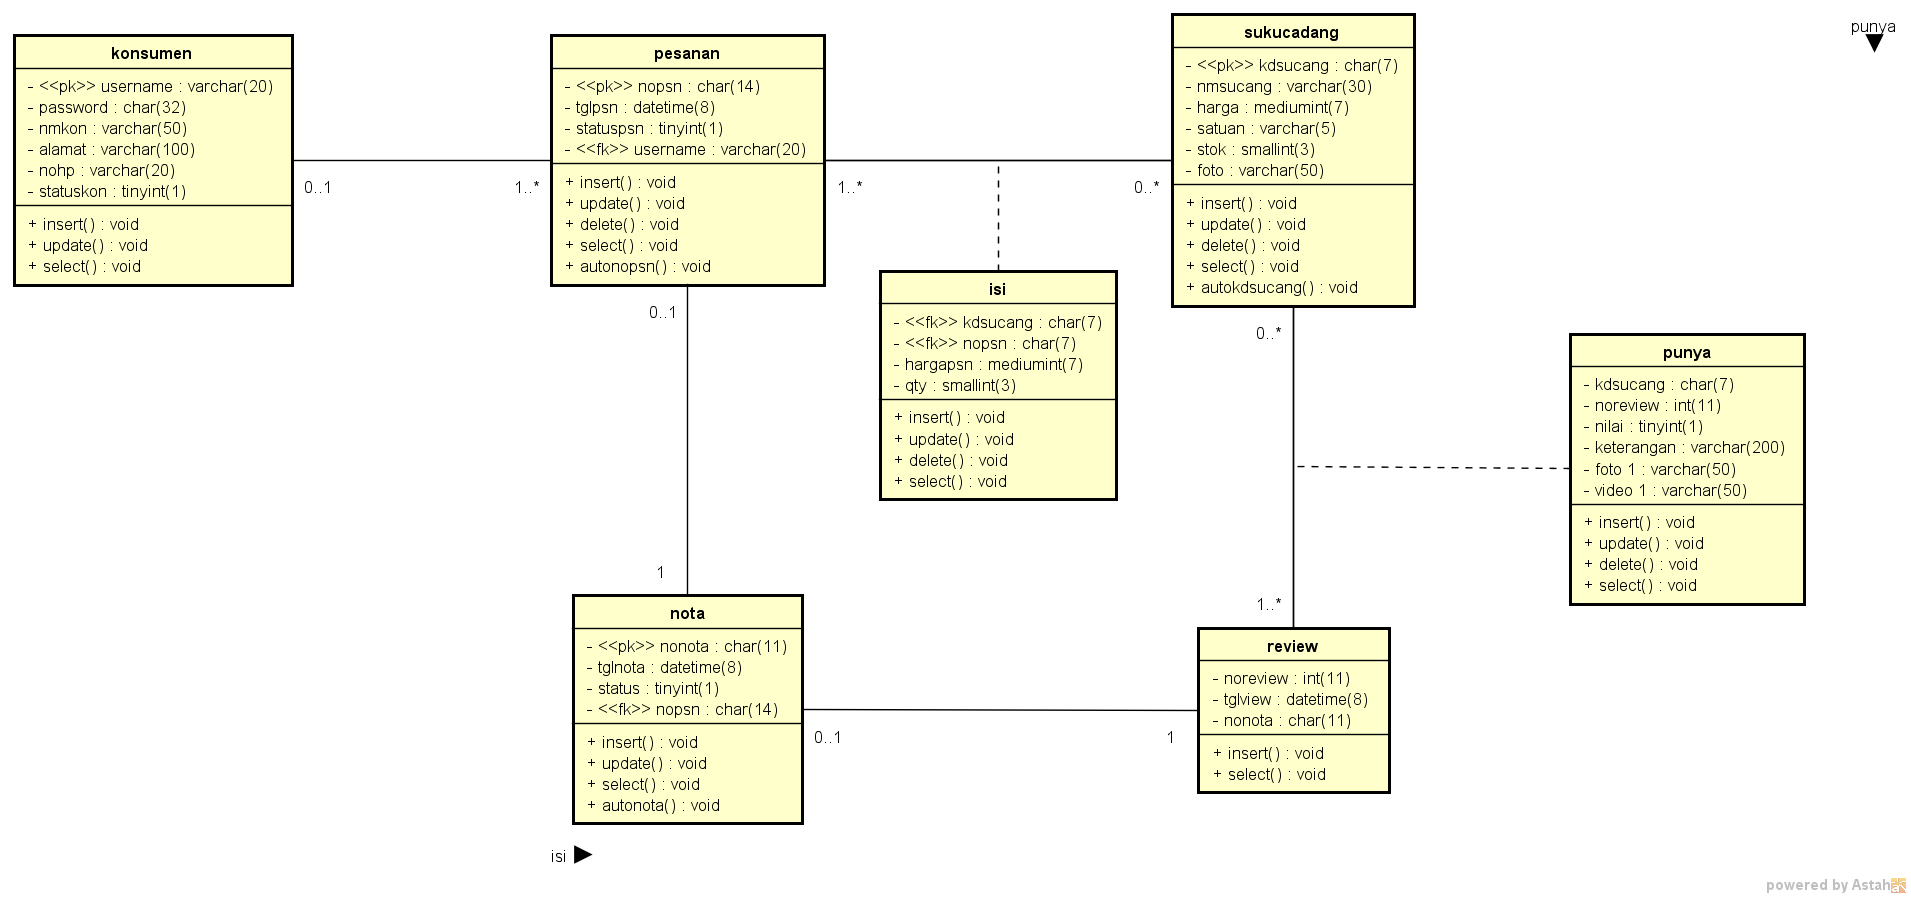 konsumen
- <<pk>> username : varchar(20)
- password : char(32)
- nmkon : varchar(50)
- alamat : varchar(100)
- nohp : varchar(20)
- statuskon : tinyint(1)
+ insert() : void
+ update() : void
+ select() : void
0..1
1..*
pesanan
- <<pk>> nopsn : char(14)
- tglpsn : datetime(8)
- statuspsn : tinyint(1)
- <<fk>> username : varchar(20)
+ insert() : void
+ update() : void
+ delete() : void
+ select() : void
+ autonopsn() : void
1..*
0..*
sukucadang
- <<pk>> kdsucang : char(7)
- nmsucang : varchar(30)
- harga : mediumint(7)
- satuan : varchar(5)
- stok : smallint(3)
- foto : varchar(50)
+ insert() : void
+ update() : void
+ delete() : void
+ select() : void
+ autokdsucang() : void
punya
isi
- <<fk>> kdsucang : char(7)
- <<fk>> nopsn : char(7)
- hargapsn : mediumint(7)
- qty : smallint(3)
+ insert() : void
+ update() : void
+ delete() : void
+ select() : void
0..1
1
0..*
1..*
punya
- kdsucang : char(7)
- noreview : int(11)
- nilai : tinyint(1)
- keterangan : varchar(200)
- foto 1 : varchar(50)
- video 1 : varchar(50)
+ insert() : void
+ update() : void
+ delete() : void
+ select() : void
nota
- <<pk>> nonota : char(11)
- tglnota : datetime(8)
- status : tinyint(1)
- <<fk>> nopsn : char(14)
+ insert() : void
+ update() : void
+ select() : void
+ autonota() : void
0..1
1
review
- noreview : int(11)
- tglview : datetime(8)
- nonota : char(11)
+ insert() : void
+ select() : void
isi
powered by Astah